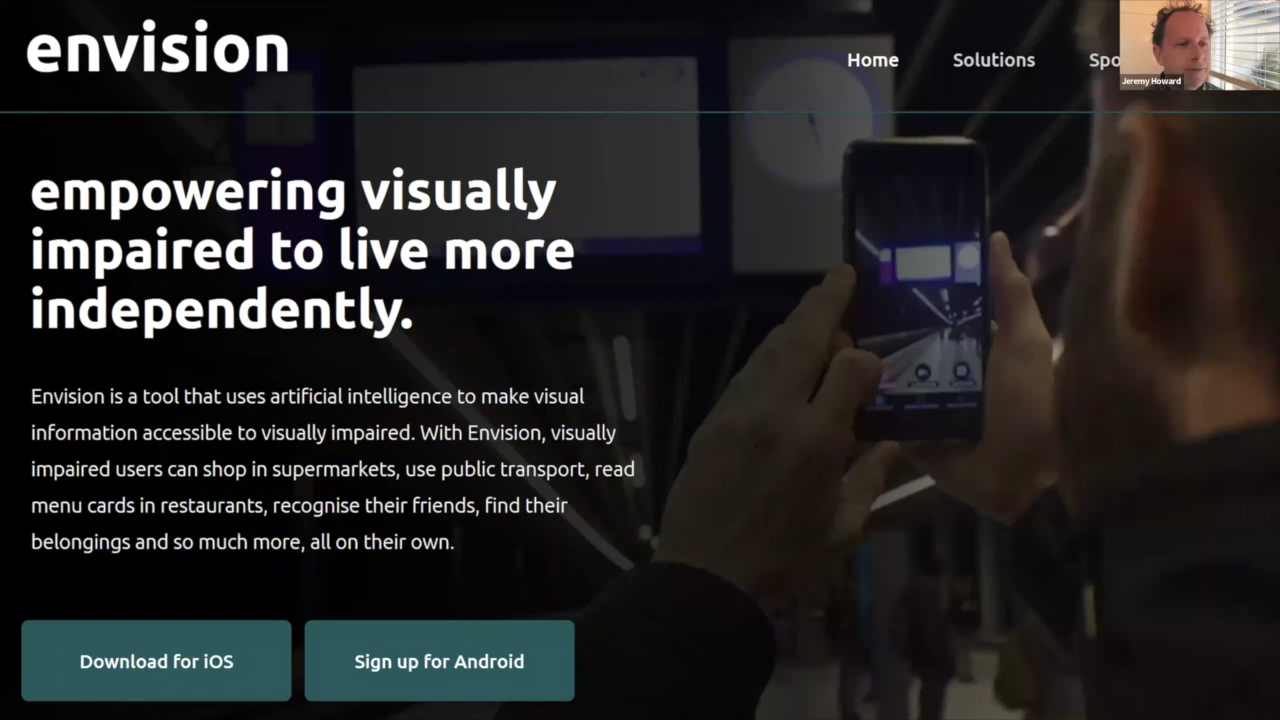 envision
Home
Solutions
Spo
Jeremy Howard
empowering visually
impaired to live more
independently.
Envision is a tool that uses artificial intelligence to make visual
information accessible to visually impaired. With Envision, visually
impaired users can shop in supermarkets, use public transport, read
menu cards in restaurants, recognise their friends, find their
belongings and so much more, all on their own.
Download for iOS
Sign up for Android